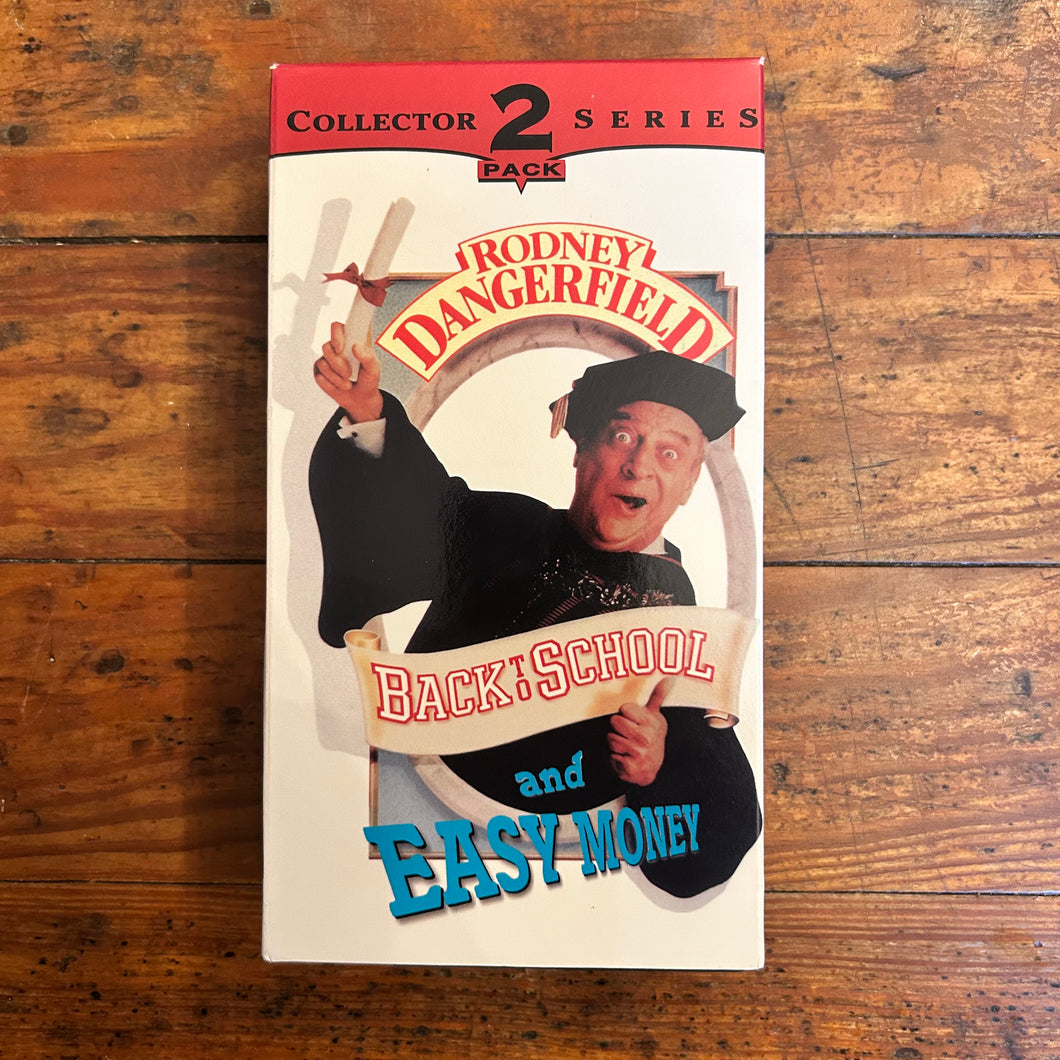 COLLECTOR 2 SERIES
PACK
RODNEY
DANGERFIELD
BACK TO SCHOOL
and
EASY MONEY